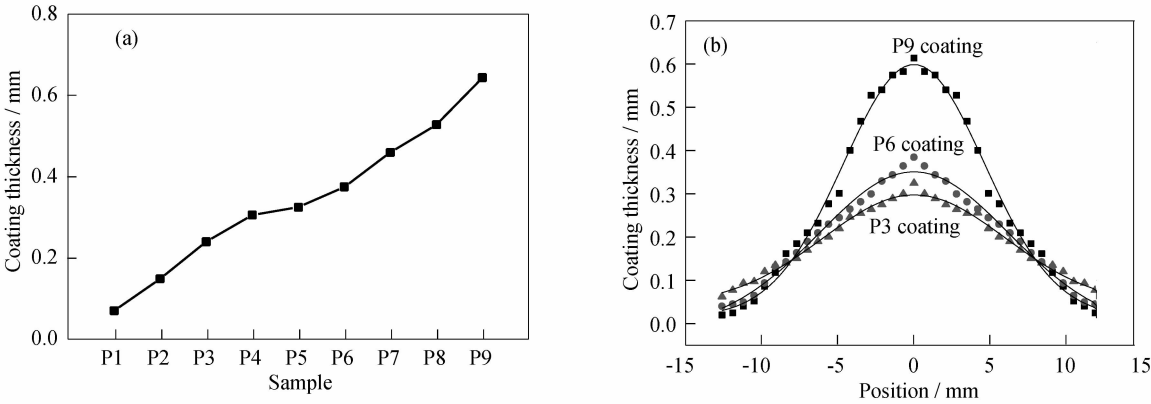 (a)
Coating thickness / mm
0.8
0.6
0.4
0.2
0.0
P1 P2 P3 P4 P5 P6 P7 P8 P9
Sample
(b)
Coating thickness / mm
0.7
0.6
0.5
0.4
0.3
0.2
0.1
0.0
P9 coating
P6 coating
P3 coating
-15 -10 -5 0 5 10 15
Position / mm